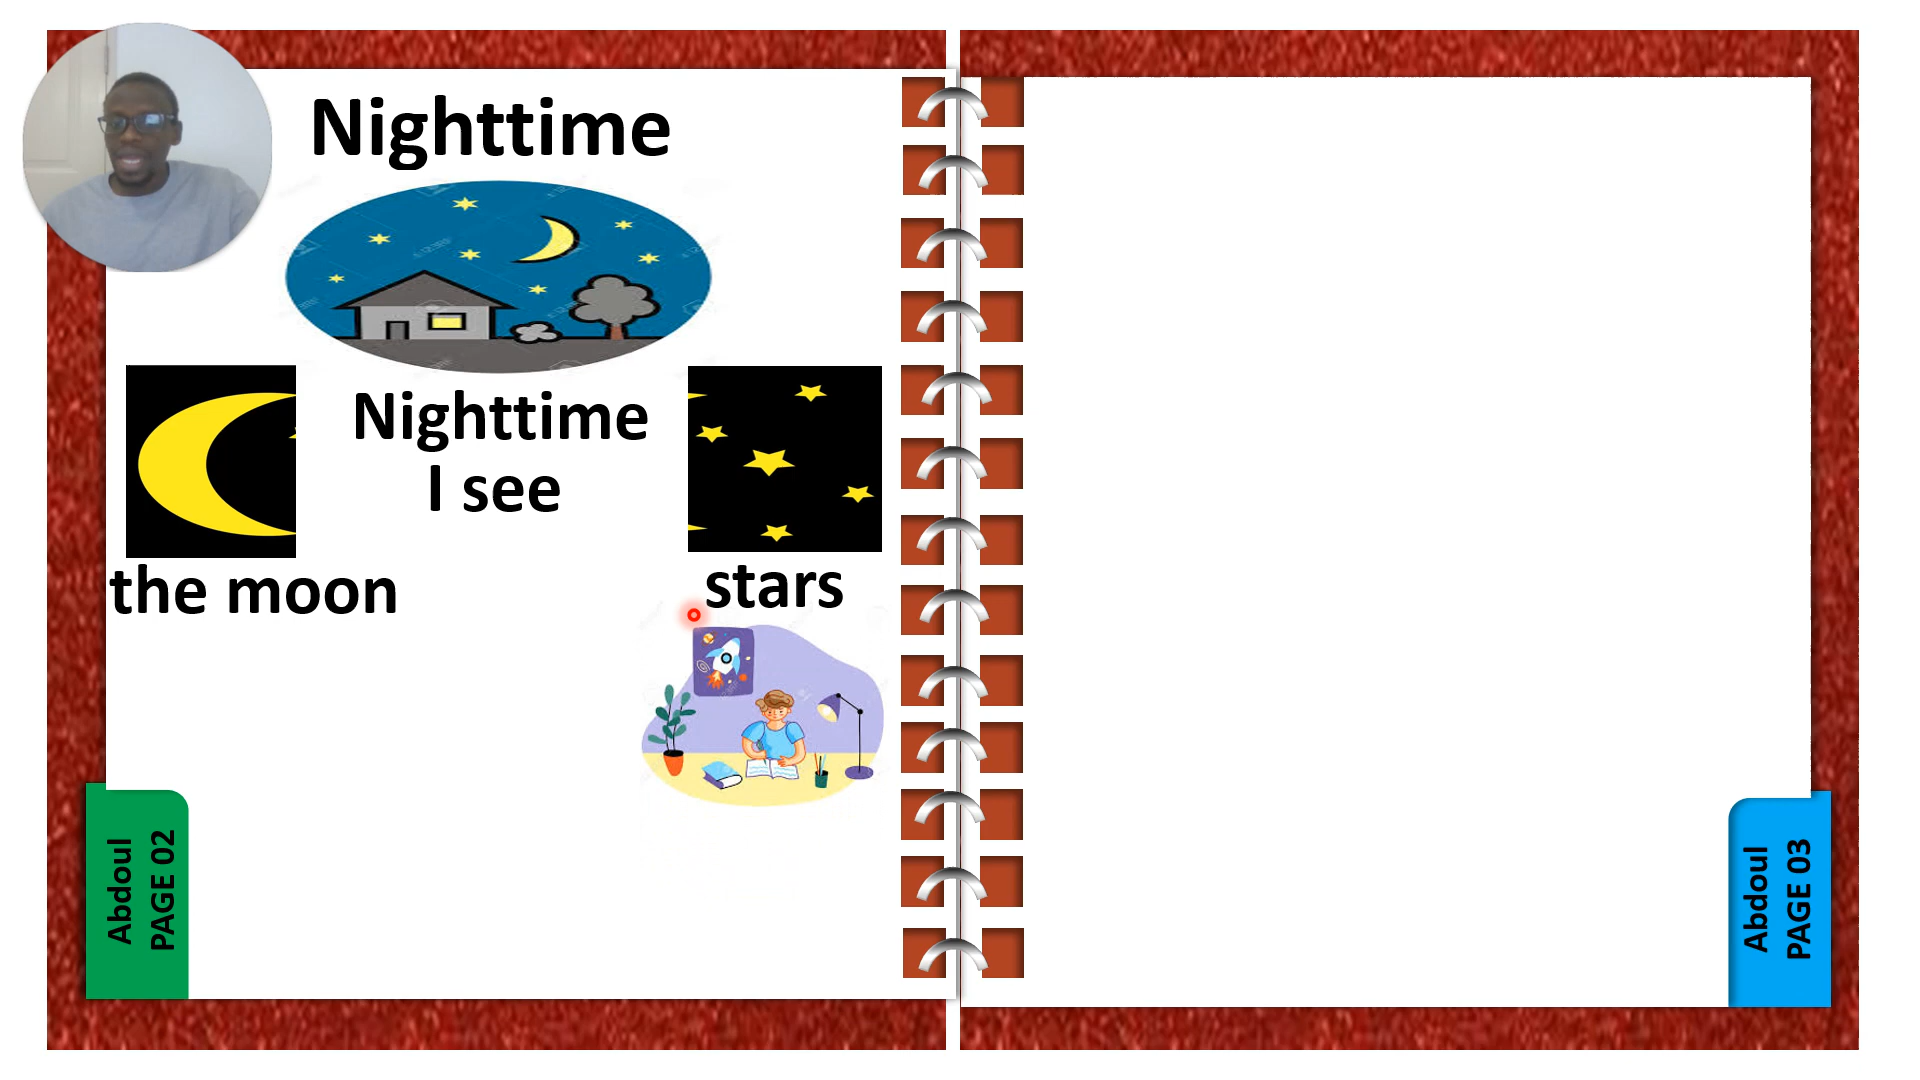 Nighttime
Nighttime
I see
the moon
stars
Abdoul
PAGE 02
Abdoul
PAGE 03